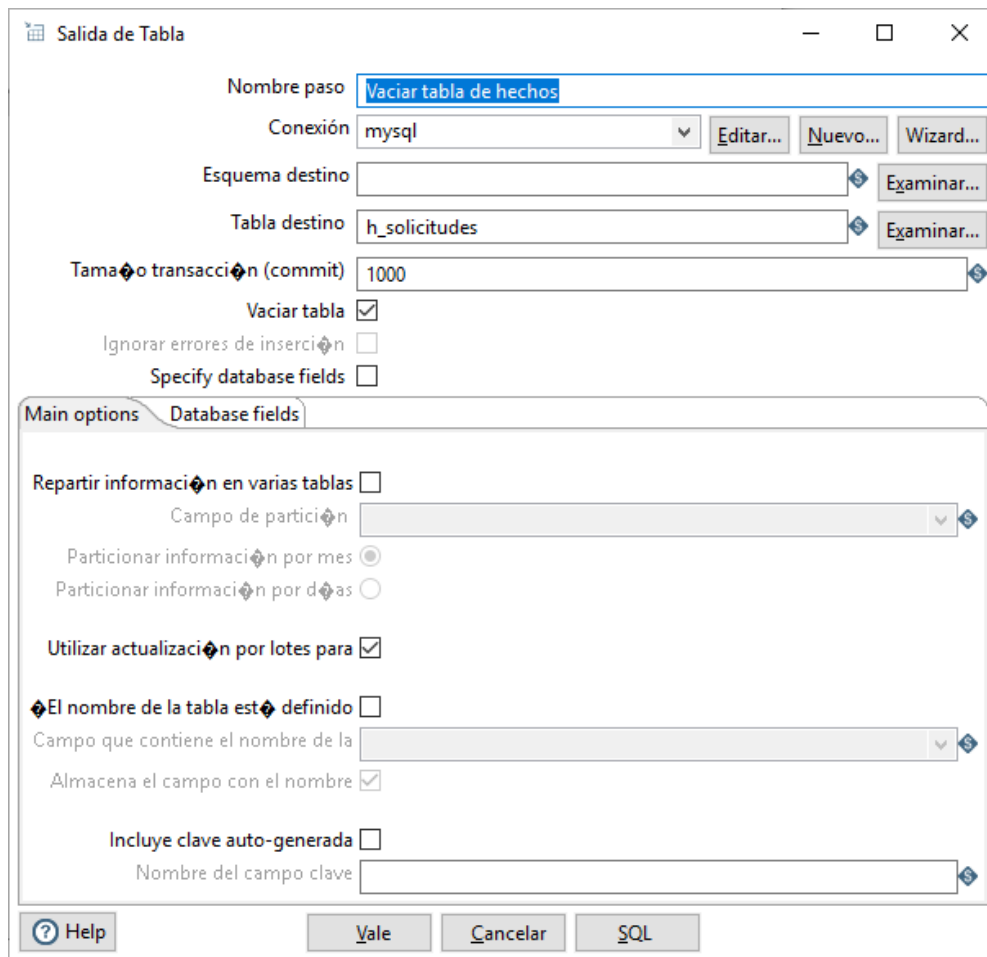 Salida de Tabla
Nombre paso Vaciar tabla de hechos
Conexión mysql Editar... Nuevo... Wizard...
Esquema destino Examinar...
Tabla destino h_solicitudes Examinar...
Tama�o transacci�n (commit) 1000
Vaciar tabla
Ignorar errores de inserci�n
Specify database fields
Main options Database fields
Repartir informaci�n en varias tablas
Campo de partici�n
Particionar informaci�n por mes
Particionar informaci�n por d�as
Utilizar actualizaci�n por lotes para
�El nombre de la tabla est� definido
Campo que contiene el nombre de la
Almacena el campo con el nombre
Incluye clave auto-generada
Nombre del campo clave
Help Vale Cancelar SQL